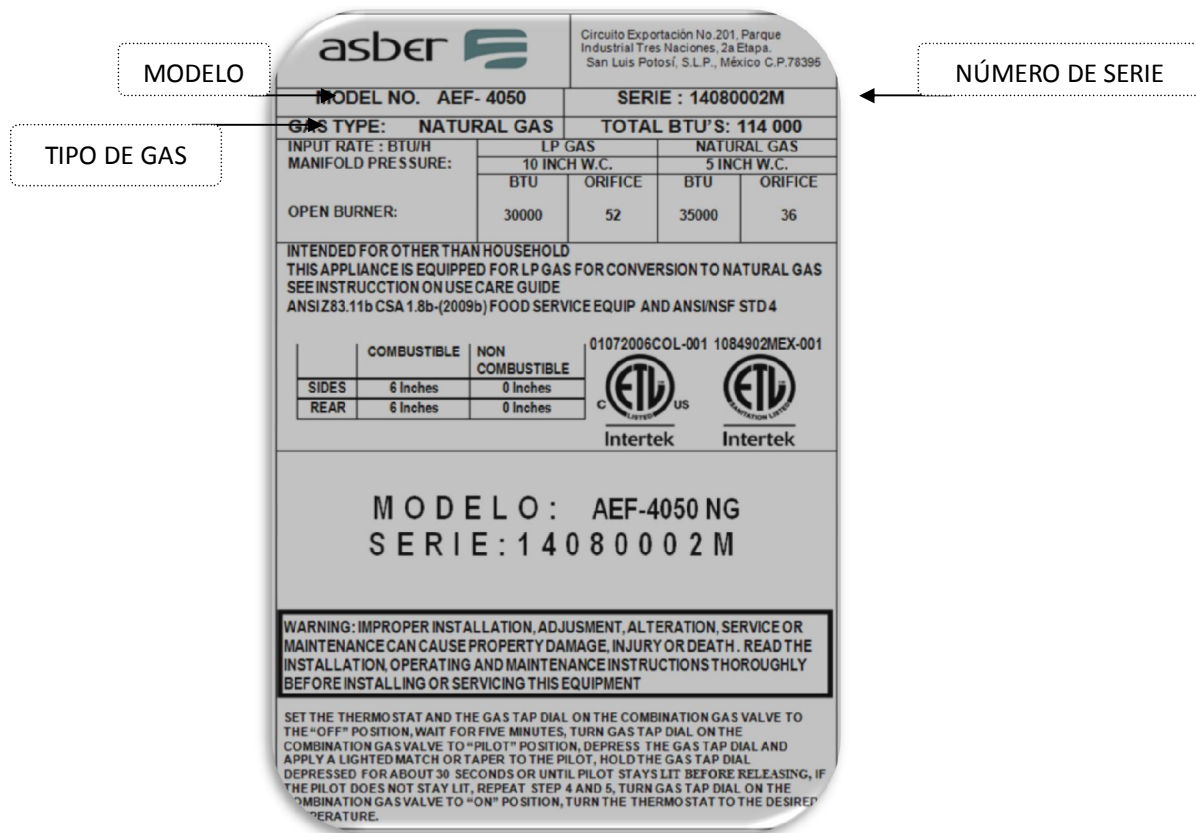 asber
Circuito Exportación No.201, Parque
Industrial Tres Naciones, 2a Etapa.
San Luis Potosí, S.L.P., México C.P.78395
MODELO
NÚMERO DE SERIE
MODEL NO. AEF- 4050 SERIE : 14080002M
TIPO DE GAS
GAS TYPE: NATURAL GAS TOTAL BTU'S: 114 000
INPUT RATE : BTU/H LP GAS NATURAL GAS
MANIFOLD PRESSURE: 10 INCH W.C. 5 INCH W.C.
BTU ORIFICE BTU ORIFICE
OPEN BURNER: 30000 52 35000 36
INTENDED FOR OTHER THAN HOUSEHOLD
THIS APPLIANCE IS EQUIPPED FOR LP GAS FOR CONVERSION TO NATURAL GAS
SEE INSTRUCCTION ON USE CARE GUIDE
ANSI Z83.11b CSA 1.8b-(2009b) FOOD SERVICE EQUIP AND ANSI/NSF STD 4
01072006COL-001 1084902MEX-001
COMBUSTIBLE NON
COMBUSTIBLE
SIDES 6 Inches 0 Inches
REAR 6 Inches 0 Inches
ETL
C US
LISTED
Intertek
ETL
SANITATION LISTED
Intertek
MODELO: AEF-4050 NG
SERIE:14080002M
WARNING: IMPROPER INSTALLATION, ADJUSMENT, ALTERATION, SERVICE OR
MAINTENANCE CAN CAUSE PROPERTY DAMAGE, INJURY OR DEATH . READ THE
INSTALLATION, OPERATING AND MAINTENANCE INSTRUCTIONS THOROUGHLY
BEFORE INSTALLING OR SERVICING THIS EQUIPMENT
SET THE THERMOSTAT AND THE GAS TAP DIAL ON THE COMBINATION GAS VALVE TO
THE "OFF" POSITION, WAIT FOR FIVE MINUTES, TURN GAS TAP DIAL ON THE
COMBINATION GAS VALVE TO "PILOT" POSITION, DEPRESS THE GAS TAP DIAL AND
APPLY A LIGHTED MATCH OR TAPER TO THE PILOT, HOLD THE GAS TAP DIAL
DEPRESSED FOR ABOUT 30 SECONDS OR UNTIL PILOT STAYS LIT BEFORE RELEASING, IF
THE PILOT DOES NOT STAY LIT, REPEAT STEP 4 AND 5, TURN GAS TAP DIAL ON THE
COMBINATION GAS VALVE TO "ON" POSITION, TURN THE THERMOSTAT TO THE DESIRED
TEMPERATURE.